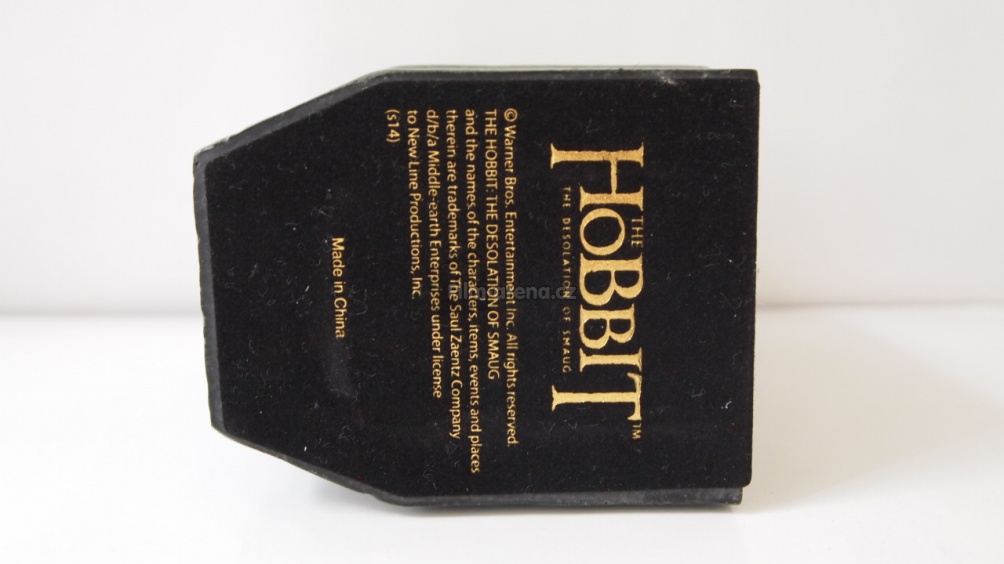 THE
HOBBIT™
THE DESOLATION OF SMAUG
© Warner Bros. Entertainment Inc. All rights reserved.
THE HOBBIT: THE DESOLATION OF SMAUG
and the names of the characters, items, events and places
therein are trademarks of The Saul Zaentz Company
d/b/a Middle-earth Enterprises under license
to New Line Productions, Inc.
(s14)
Made in China